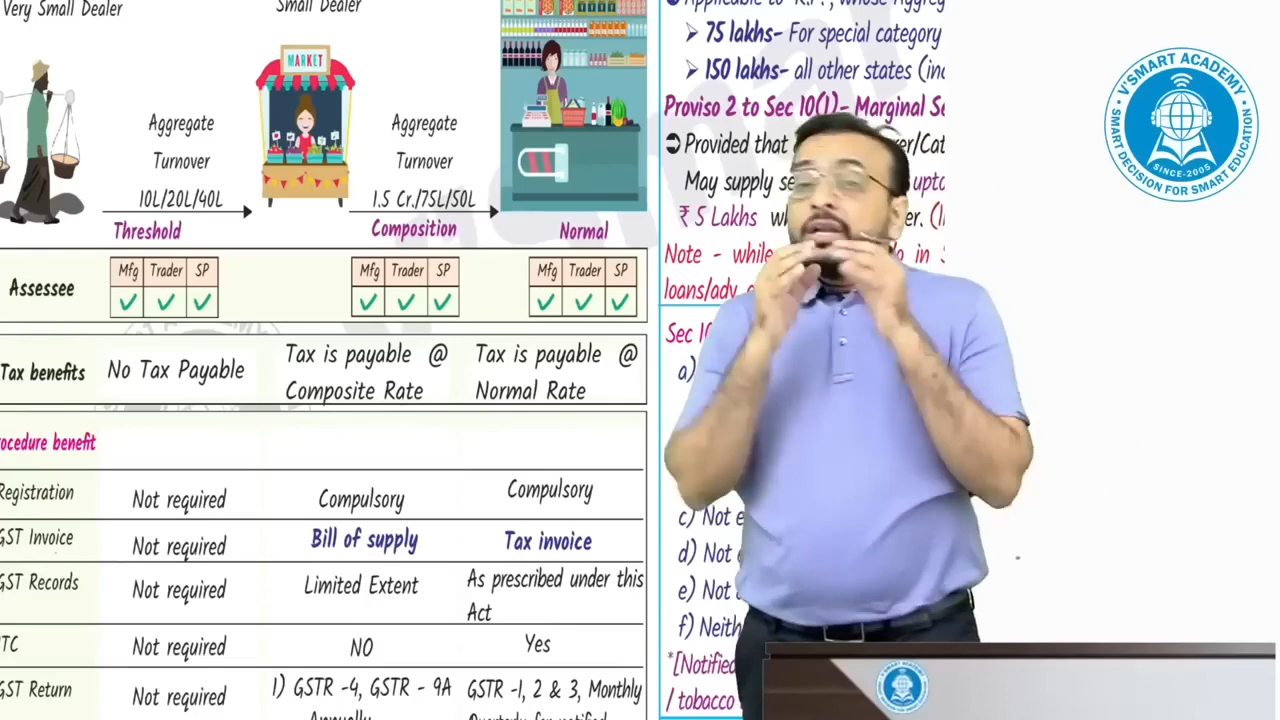 Very Small Dealer
Small Dealer
MARKET
Aggregate
Turnover
10L/20L/40L
Threshold
Aggregate
Turnover
1.5 Cr./75L/50L
Composition
Normal
Assessee
Mfg Trader SP
Mfg Trader SP
Mfg Trader SP
Tax benefits
No Tax Payable
Tax is payable @
Composite Rate
Tax is payable @
Normal Rate
rocedure benefit
Registration
Not required
Compulsory
Compulsory
GST Invoice
Not required
Bill of supply
Tax invoice
GST Records
Not required
Limited Extent
As prescribed under this
Act
TC
Not required
NO
Yes
GST Return
Not required
1) GSTR -4, GSTR - 9A
GSTR -1, 2 & 3, Monthly
75 lakhs- For special category
150 lakhs- all other states (inc
Proviso 2 to Sec 10(1)- Marginal Se
Provided that
May supply se
₹ 5 Lakhs
Note - while
loans/adv
Sec 10
a)
c) Not
d) Not
e) Not
f) Neith
*[Notified
/ tobacco
V'SMART ACADEMY
SINCE-2005
SMART DECISION FOR SMART EDUCATION